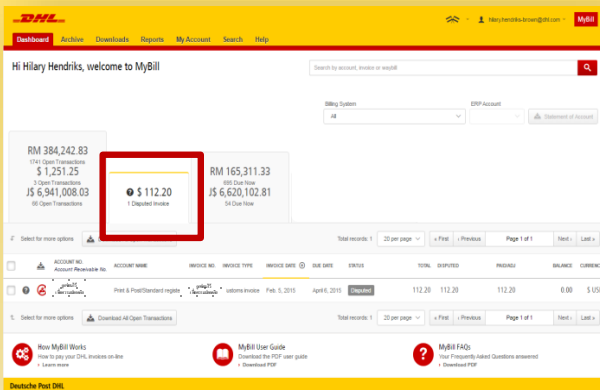 DHL
hilary.hendriks-brown@dhl.com
MyBill
Dashboard Archive Downloads Reports My Account Search Help
Hi Hilary Hendriks, welcome to MyBill
Search by account, invoice or waybill
Billing System ERP Account
All Statement of Account
RM 384,242.83
1741 Open Transactions
$ 1,251.25
3 Open Transactions
J$ 6,941,008.03
66 Open Transactions
$ 112.20
1 Disputed Invoice
RM 165,311.33
695 Due Now
J$ 6,620,102.81
54 Due Now
Select for more options Total records: 1 20 per page « First ‹ Previous Page 1 of 1 Next › Last »
ACCOUNT NO. ACCOUNT NAME INVOICE NO. INVOICE TYPE INVOICE DATE DUE DATE STATUS TOTAL DISPUTED PAID/ADJ BALANCE CURRENC
Account Receivable No.
Print & Post/Standard registe ustoms invoice Feb. 5, 2015 April 6, 2015 Disputed 112.20 112.20 112.20 0.00 $ US
Select for more options Download All Open Transactions Total records: 1 20 per page « First ‹ Previous Page 1 of 1 Next › Last »
How MyBill Works
How to pay your DHL invoices on-line
› Learn more
MyBill User Guide
Download the PDF user guide
› Download PDF
MyBill FAQs
Your Frequently Asked Questions answered
› Download PDF
Deutsche Post DHL